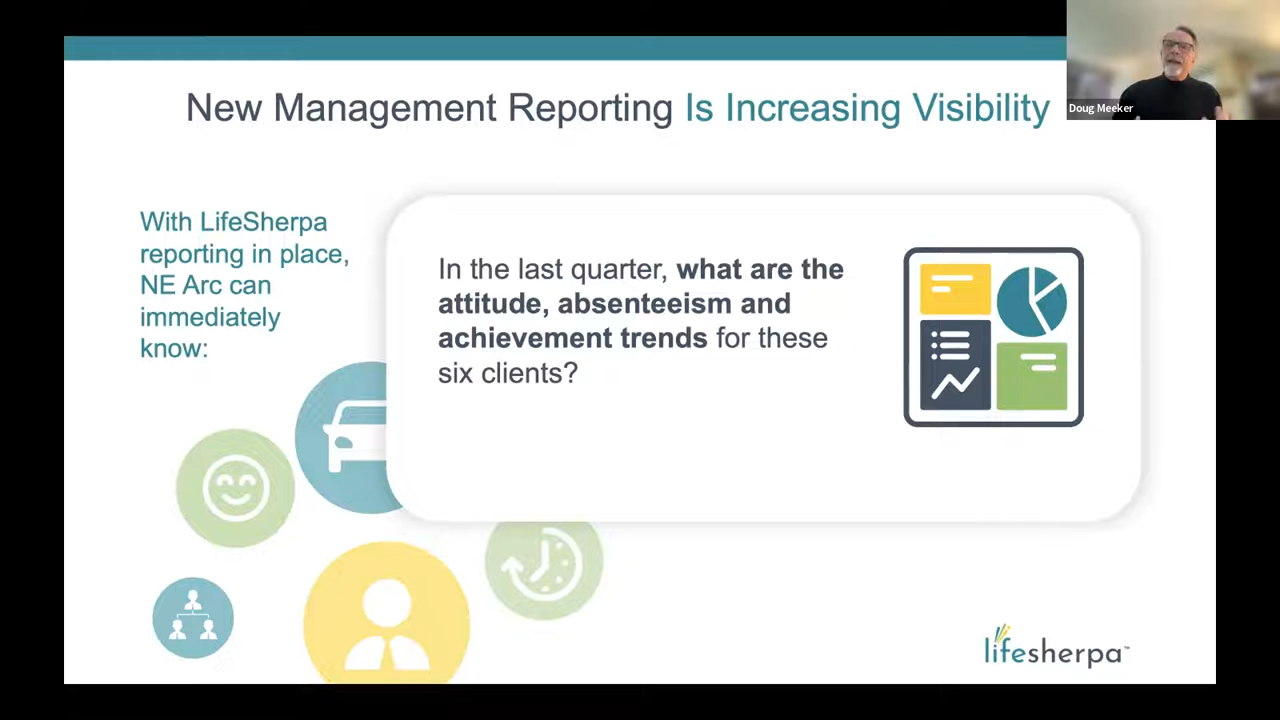 New Management Reporting Is Increasing Visibility
Doug Meeker
With LifeSherpa
reporting in place,
NE Arc can
immediately
know:
In the last quarter, what are the
attitude, absenteeism and
achievement trends for these
six clients?
lifesherpa™